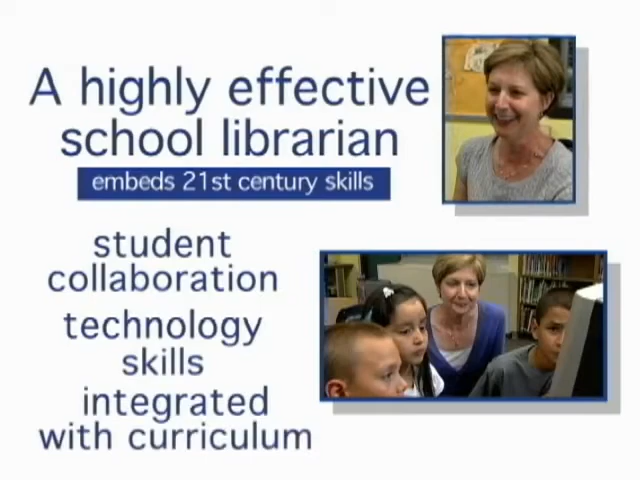 A highly effective
school librarian
embeds 21st century skills
student
collaboration
technology
skills
integrated
with curriculum